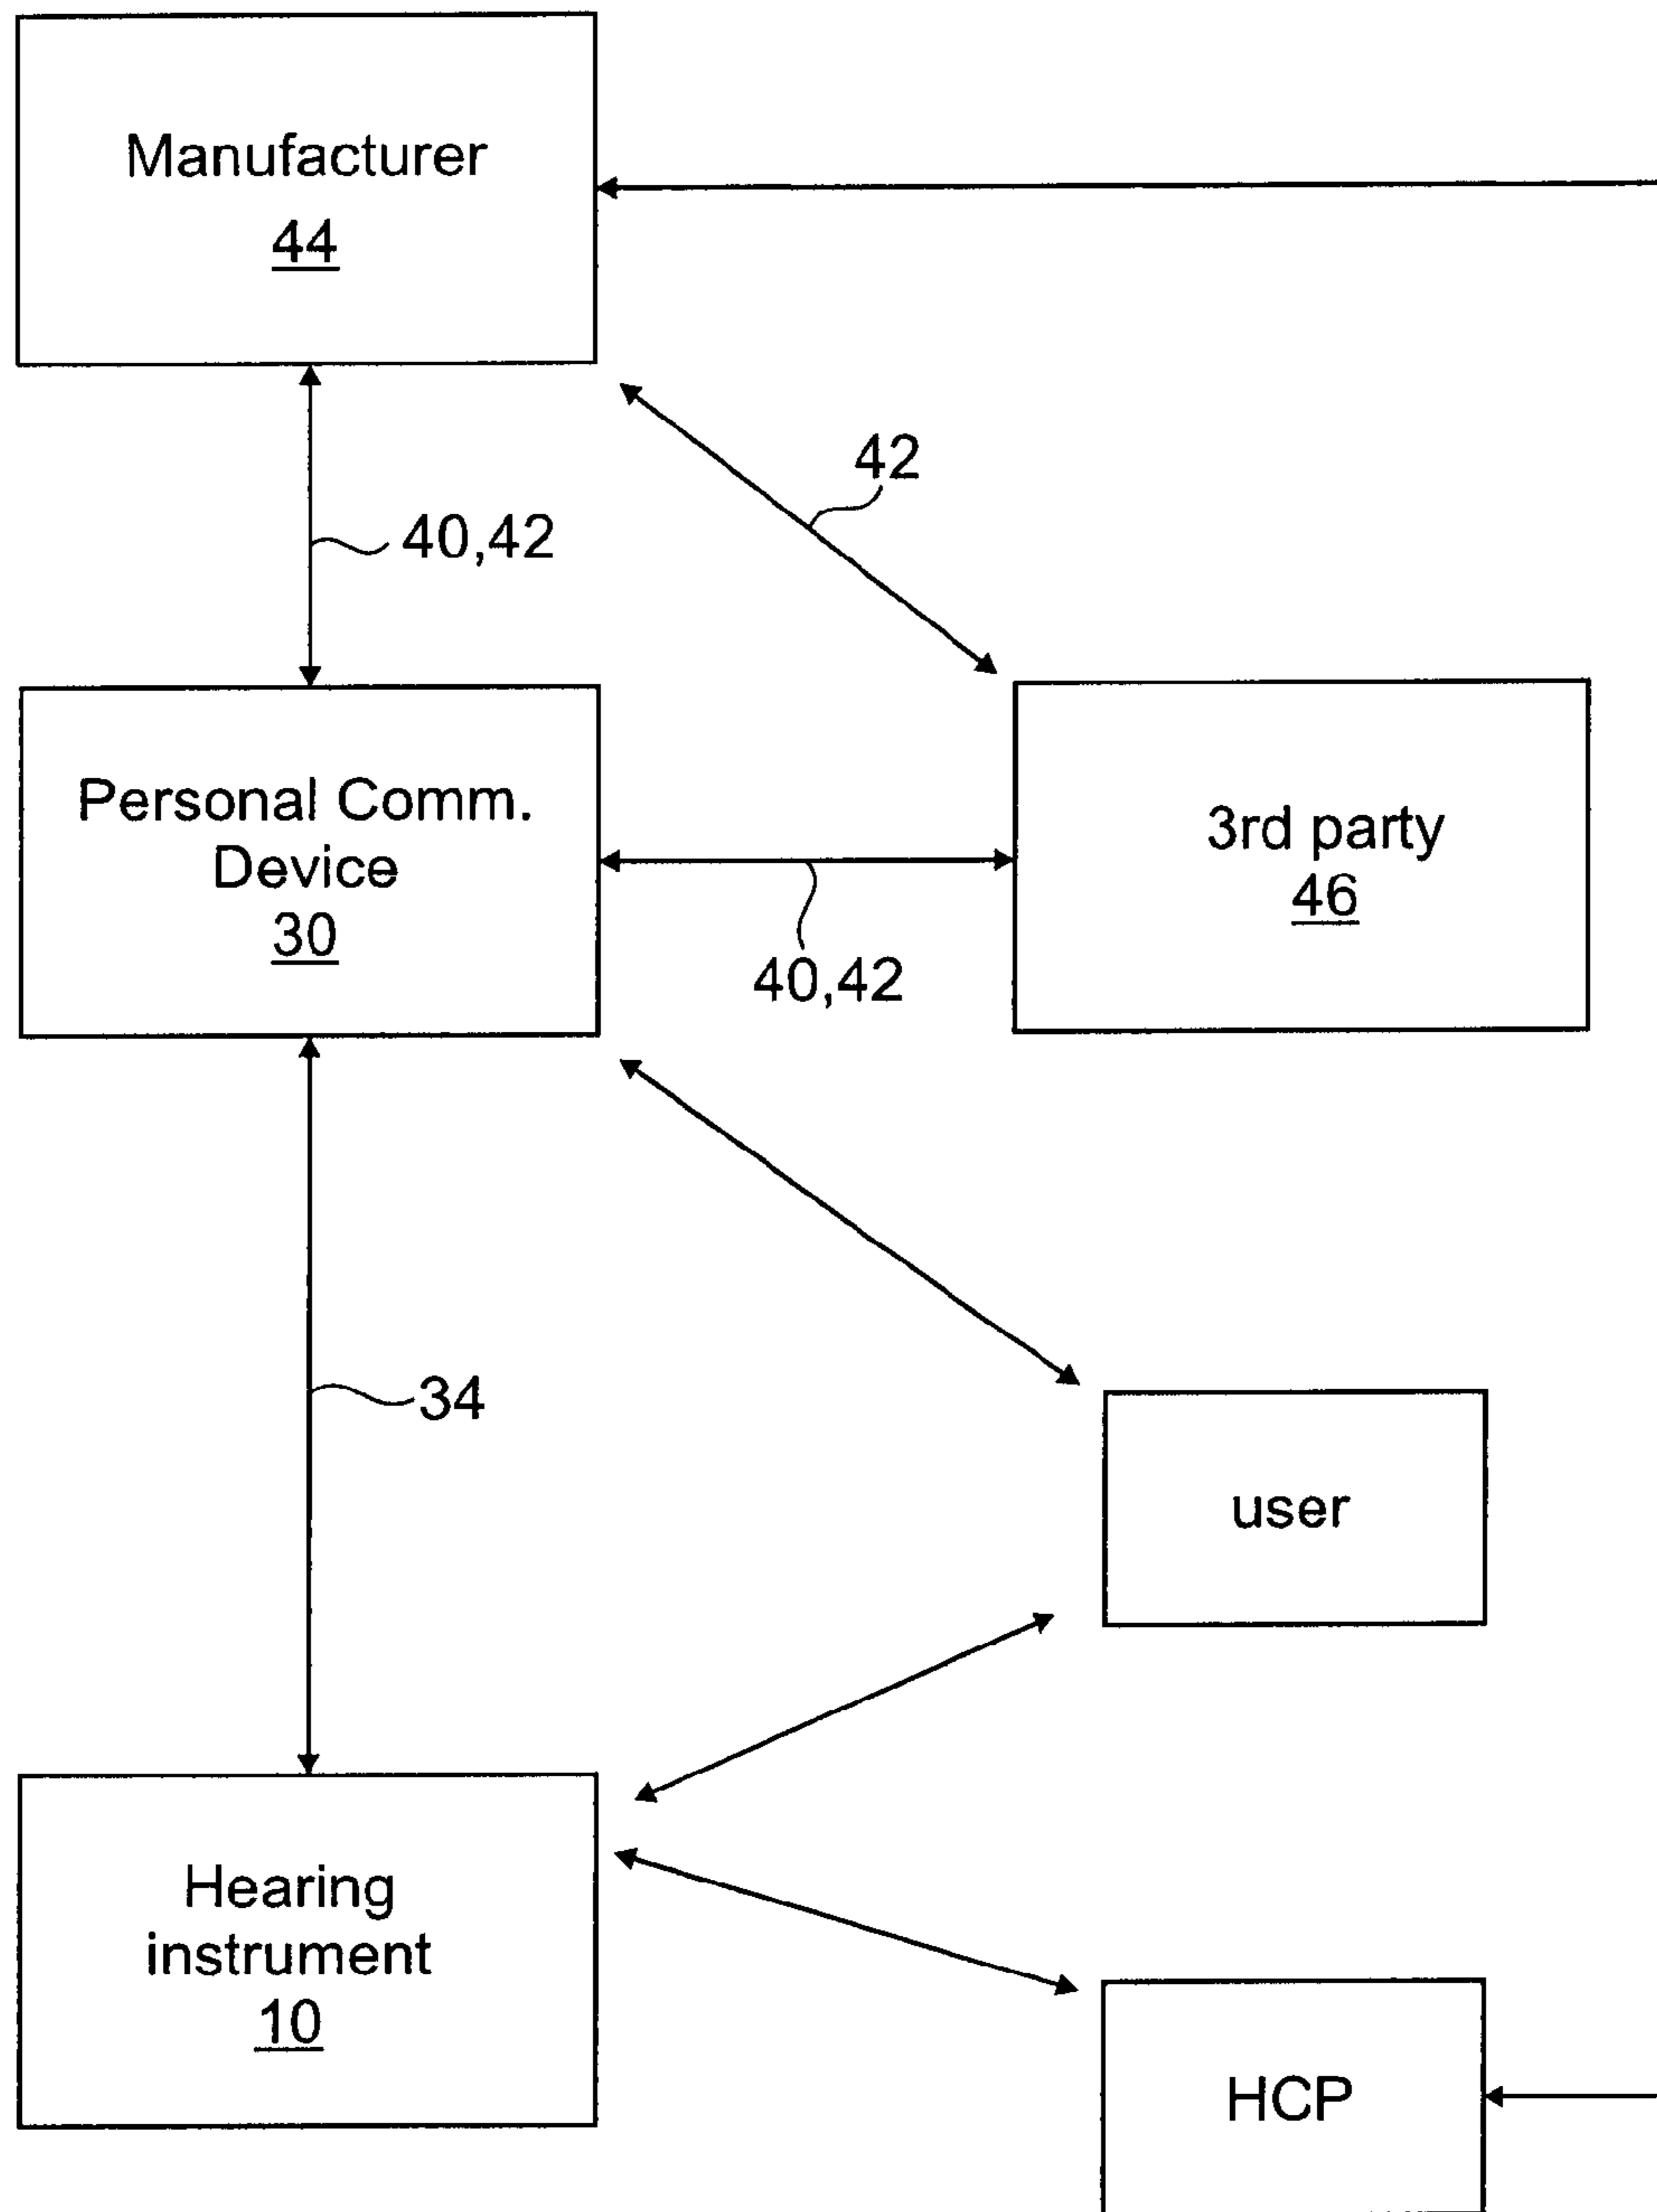 Manufacturer
44
42
40,42
Personal Comm.
Device
30
3rd party
46
40,42
34
user
Hearing
instrument
10
HCP